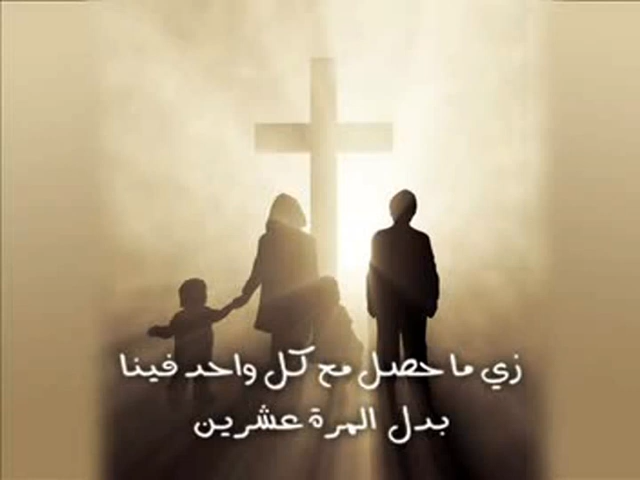 زي ما حصل مع كل واحد فينا
بدل المرة عشرين